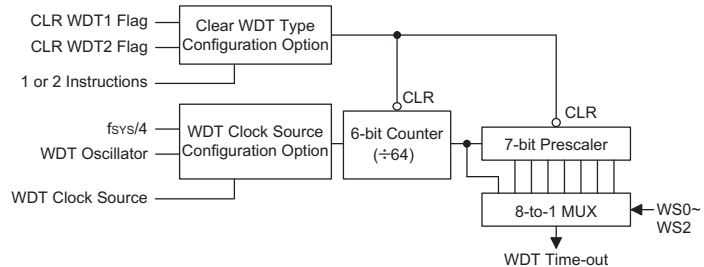 CLR WDT1 Flag
CLR WDT2 Flag
1 or 2 Instructions
Clear WDT Type
Configuration Option
fSYS/4
WDT Oscillator
WDT Clock Source
WDT Clock Source
Configuration Option
CLR
6-bit Counter
(÷64)
CLR
7-bit Prescaler
8-to-1 MUX
WS0~
WS2
WDT Time-out